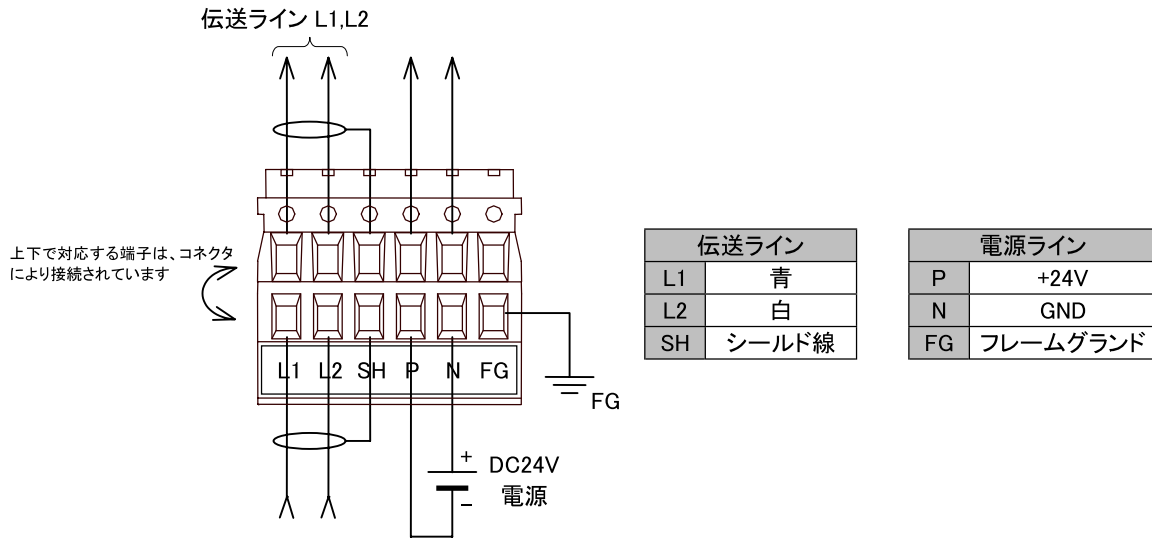 伝送ライン L1,L2
上下で対応する端子は、コネクタ
により接続されています
L1 L2 SH P N FG
FG
+
DC24V
電源
−
伝送ライン
L1 青
L2 白
SH シールド線
電源ライン
P +24V
N GND
FG フレームグランド